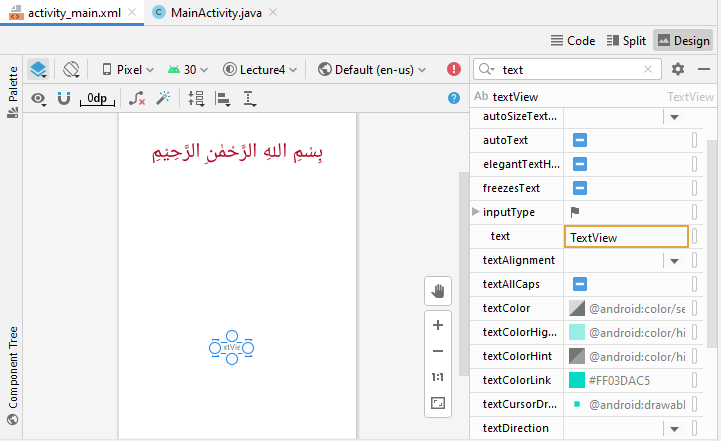 activity_main.xml
MainActivity.java
Code
Split
Design
Palette
Pixel
30
Lecture4
Default (en-us)
text
0dp
Ab textView
TextView
autoSizeText...
autoText
elegantTextH...
freezesText
inputType
text
TextView
textAlignment
textAllCaps
textColor
@android:color/se
textColorHig...
@android:color/hi
textColorHint
@android:color/hi
textColorLink
#FF03DAC5
textCursorDr...
@android:drawabl
textDirection
بِسْمِ اللهِ الرَّحْمٰنِ الرَّحِيْمِ
xtVie
1:1
Component Tree